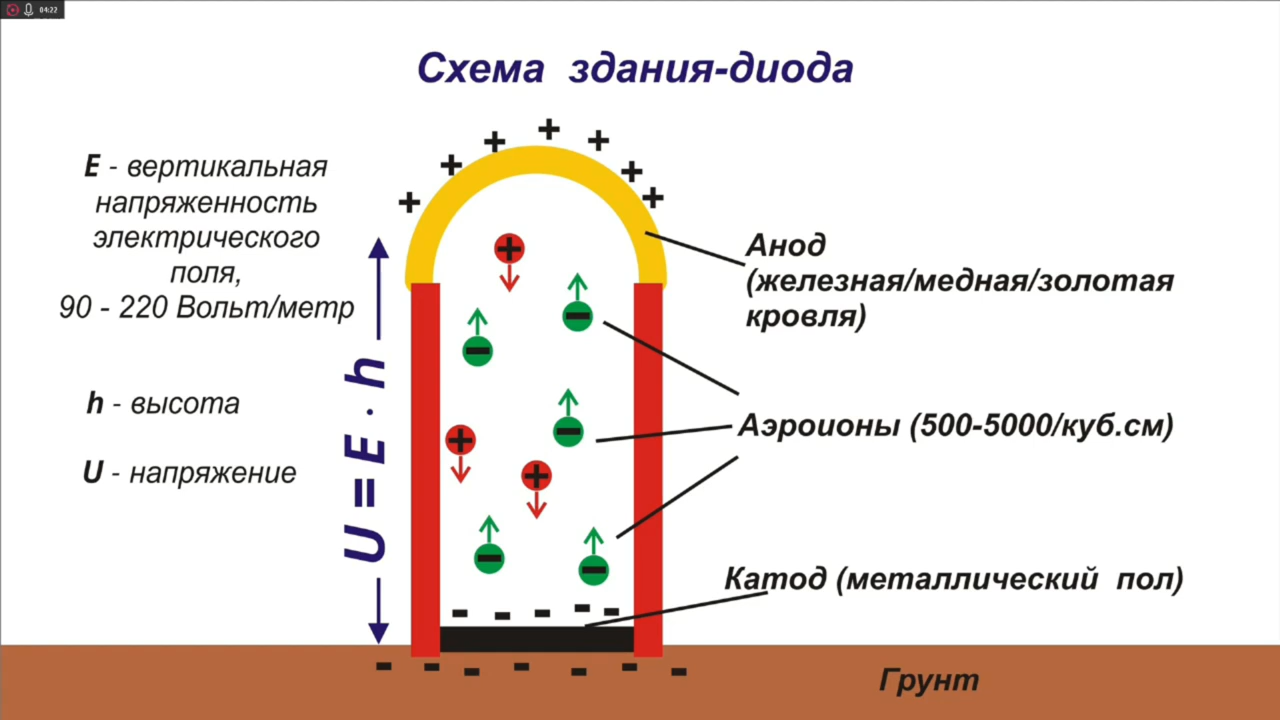 04:22
Схема здания-диода
E - вертикальная
напряженность
электрического
поля,
90 - 220 Вольт/метр
h - высота
U - напряжение
U = E · h
Анод
(железная/медная/золотая
кровля)
Аэроионы (500-5000/куб.см)
Катод (металлический пол)
Грунт